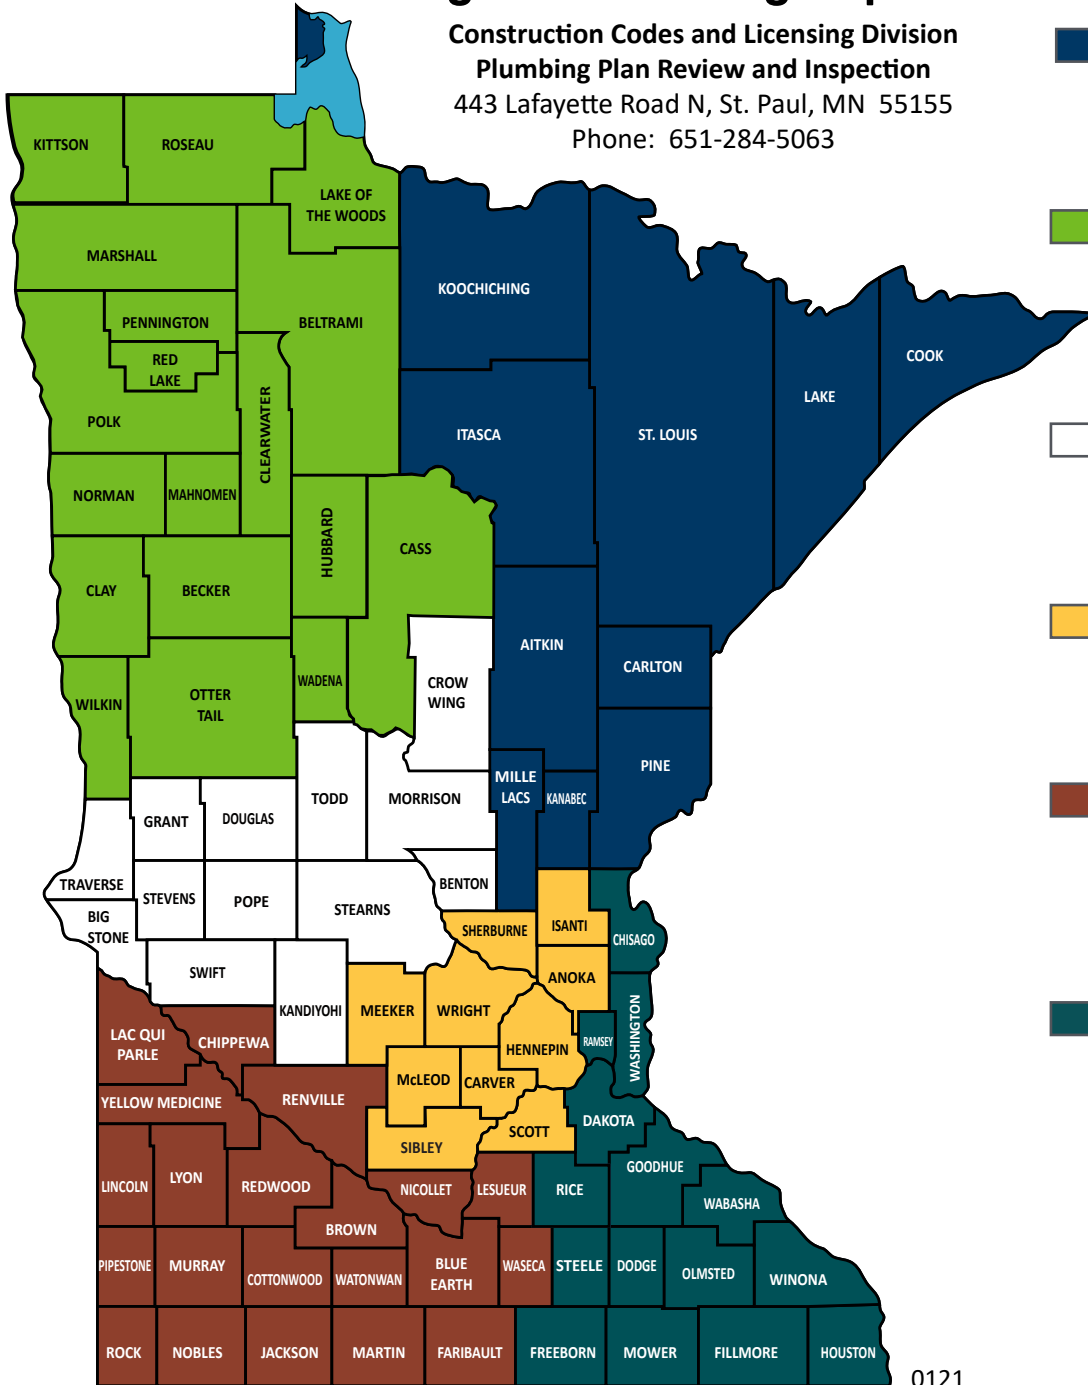 Construction Codes and Licensing Division
Plumbing Plan Review and Inspection
443 Lafayette Road N, St. Paul, MN 55155
Phone: 651-284-5063
KITTSON
ROSEAU
LAKE OF
THE WOODS
MARSHALL
KOOCHICHING
PENNINGTON
BELTRAMI
RED
LAKE
COOK
LAKE
POLK
CLEARWATER
ITASCA
ST. LOUIS
NORMAN
MAHNOMEN
HUBBARD
CASS
CLAY
BECKER
AITKIN
CARLTON
WILKIN
OTTER
TAIL
WADENA
CROW
WING
PINE
MILLE
LACS
KANABEC
TODD
MORRISON
GRANT
DOUGLAS
TRAVERSE
BENTON
STEVENS
POPE
STEARNS
BIG
STONE
SHERBURNE
ISANTI
CHISAGO
SWIFT
ANOKA
KANDIYOHI
MEEKER
WRIGHT
WASHINGTON
LAC QUI
PARLE
CHIPPEWA
HENNEPIN
RAMSEY
McLEOD
CARVER
YELLOW MEDICINE
RENVILLE
DAKOTA
SCOTT
SIBLEY
GOODHUE
LINCOLN
LYON
REDWOOD
NICOLLET
LESUEUR
RICE
WABASHA
BROWN
PIPESTONE
MURRAY
COTTONWOOD
WATONWAN
BLUE
EARTH
WASECA
STEELE
DODGE
OLMSTED
WINONA
ROCK
NOBLES
JACKSON
MARTIN
FARIBAULT
FREEBORN
MOWER
FILLMORE
HOUSTON
0121